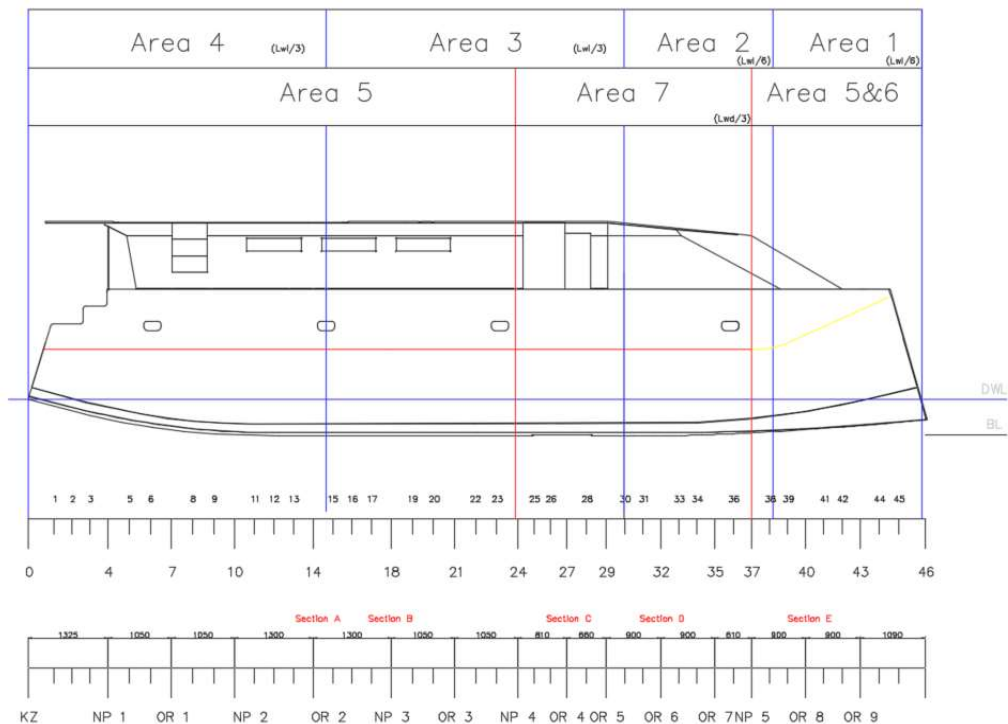 Area 4 (Lwl/3) Area 3 (Lwl/3) Area 2 (Lwl/6) Area 1 (Lwl/6)
Area 5 Area 7 (Lwd/3) Area 5&6
DWL
BL
1 2 3 5 6 8 9 11 12 13 15 16 17 19 20 22 23 25 26 28 30 31 33 34 36 38 39 41 42 44 45
0 4 7 10 14 18 21 24 27 29 32 35 37 40 43 46
Section A Section B Section C Section D Section E
1325 1050 1050 1300 1300 1050 1050 810 660 900 900 610 900 900 1090
KZ NP 1 OR 1 NP 2 OR 2 NP 3 OR 3 NP 4 OR 4 OR 5 OR 6 OR 7 NP 5 OR 8 OR 9